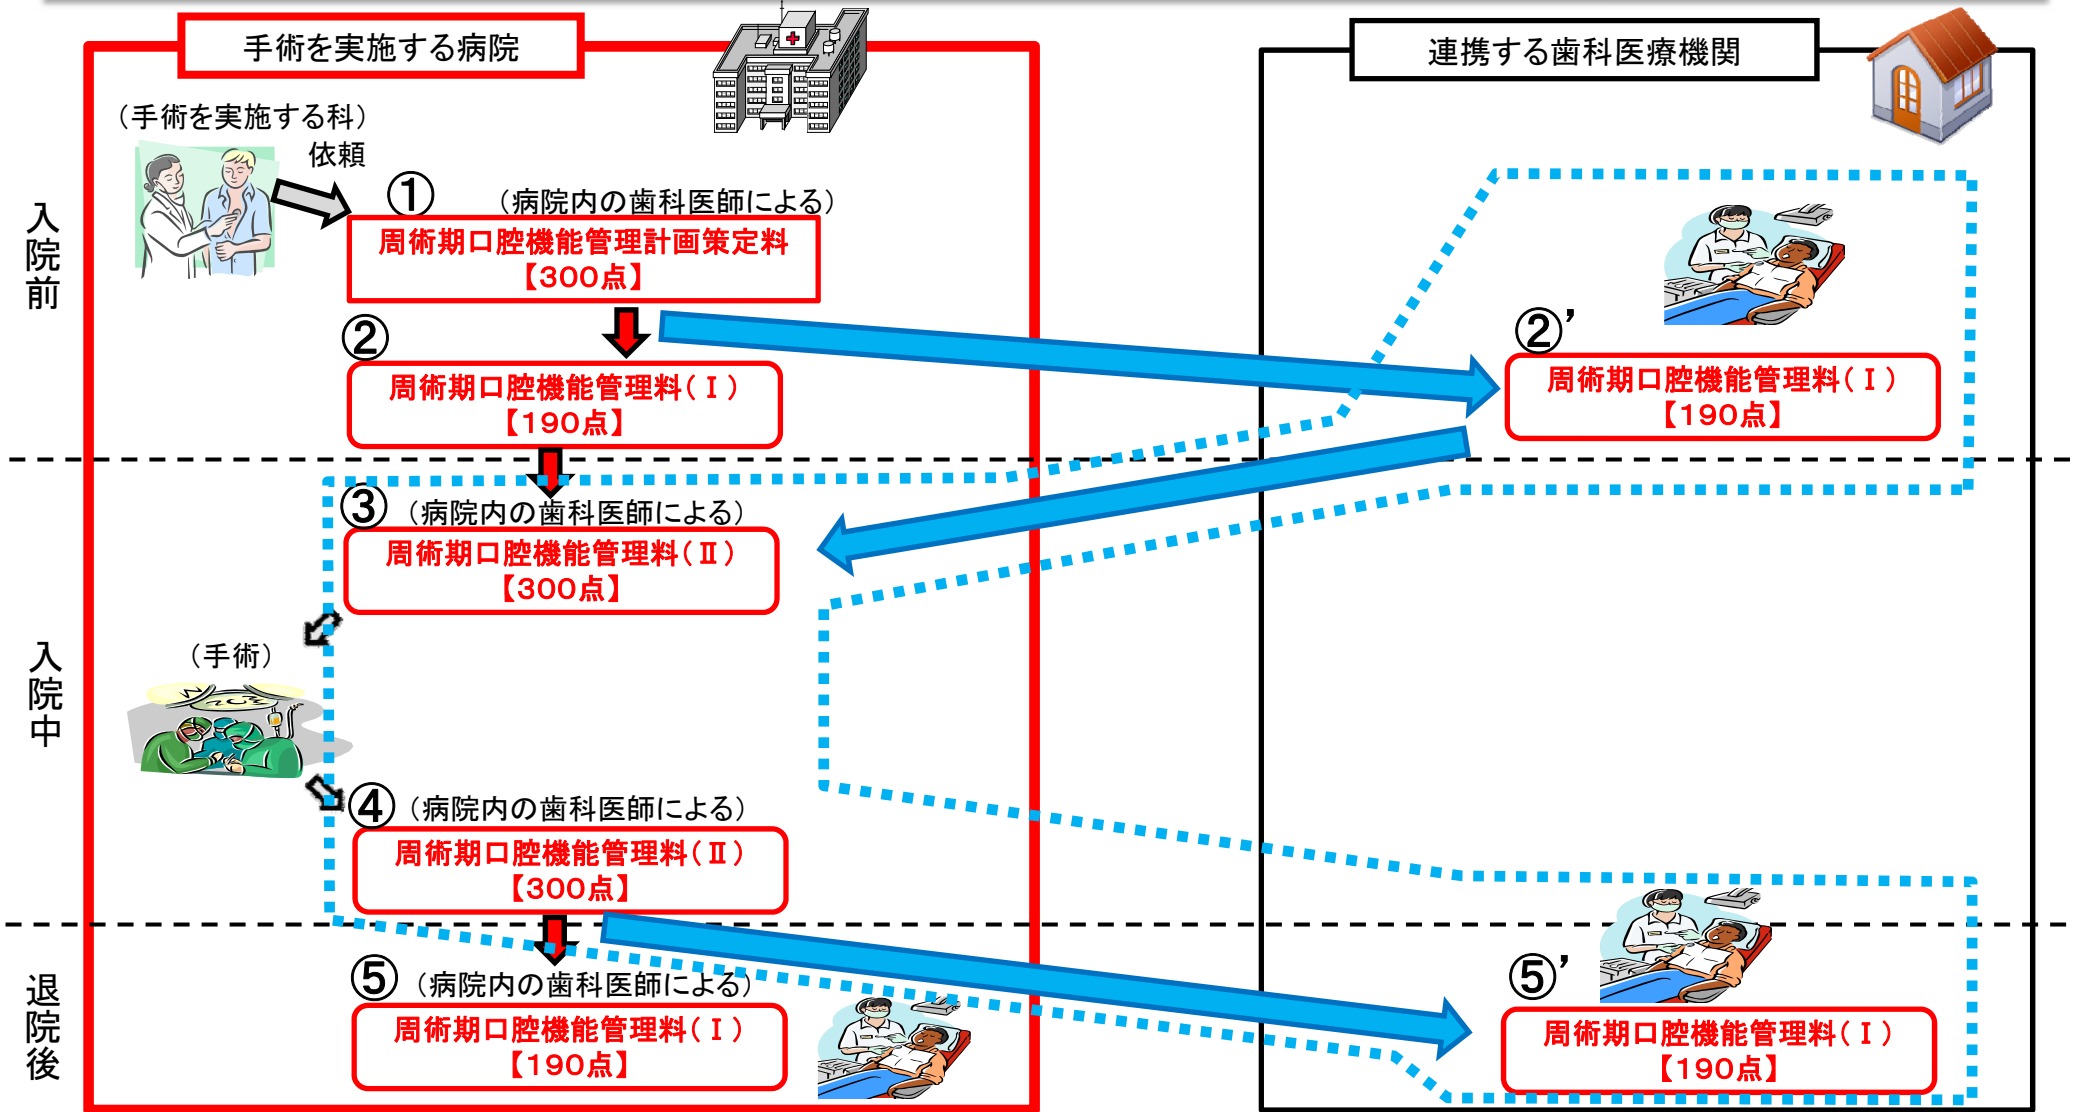 手術を実施する病院
連携する歯科医療機関
(手術を実施する科)
依頼
入院前
①
(病院内の歯科医師による)
周術期口腔機能管理計画策定料
【300点】
②
周術期口腔機能管理料(Ⅰ)
【190点】
②’
周術期口腔機能管理料(Ⅰ)
【190点】
入院中
③
(病院内の歯科医師による)
周術期口腔機能管理料(Ⅱ)
【300点】
(手術)
④
(病院内の歯科医師による)
周術期口腔機能管理料(Ⅱ)
【300点】
退院後
⑤
(病院内の歯科医師による)
周術期口腔機能管理料(Ⅰ)
【190点】
⑤’
周術期口腔機能管理料(Ⅰ)
【190点】